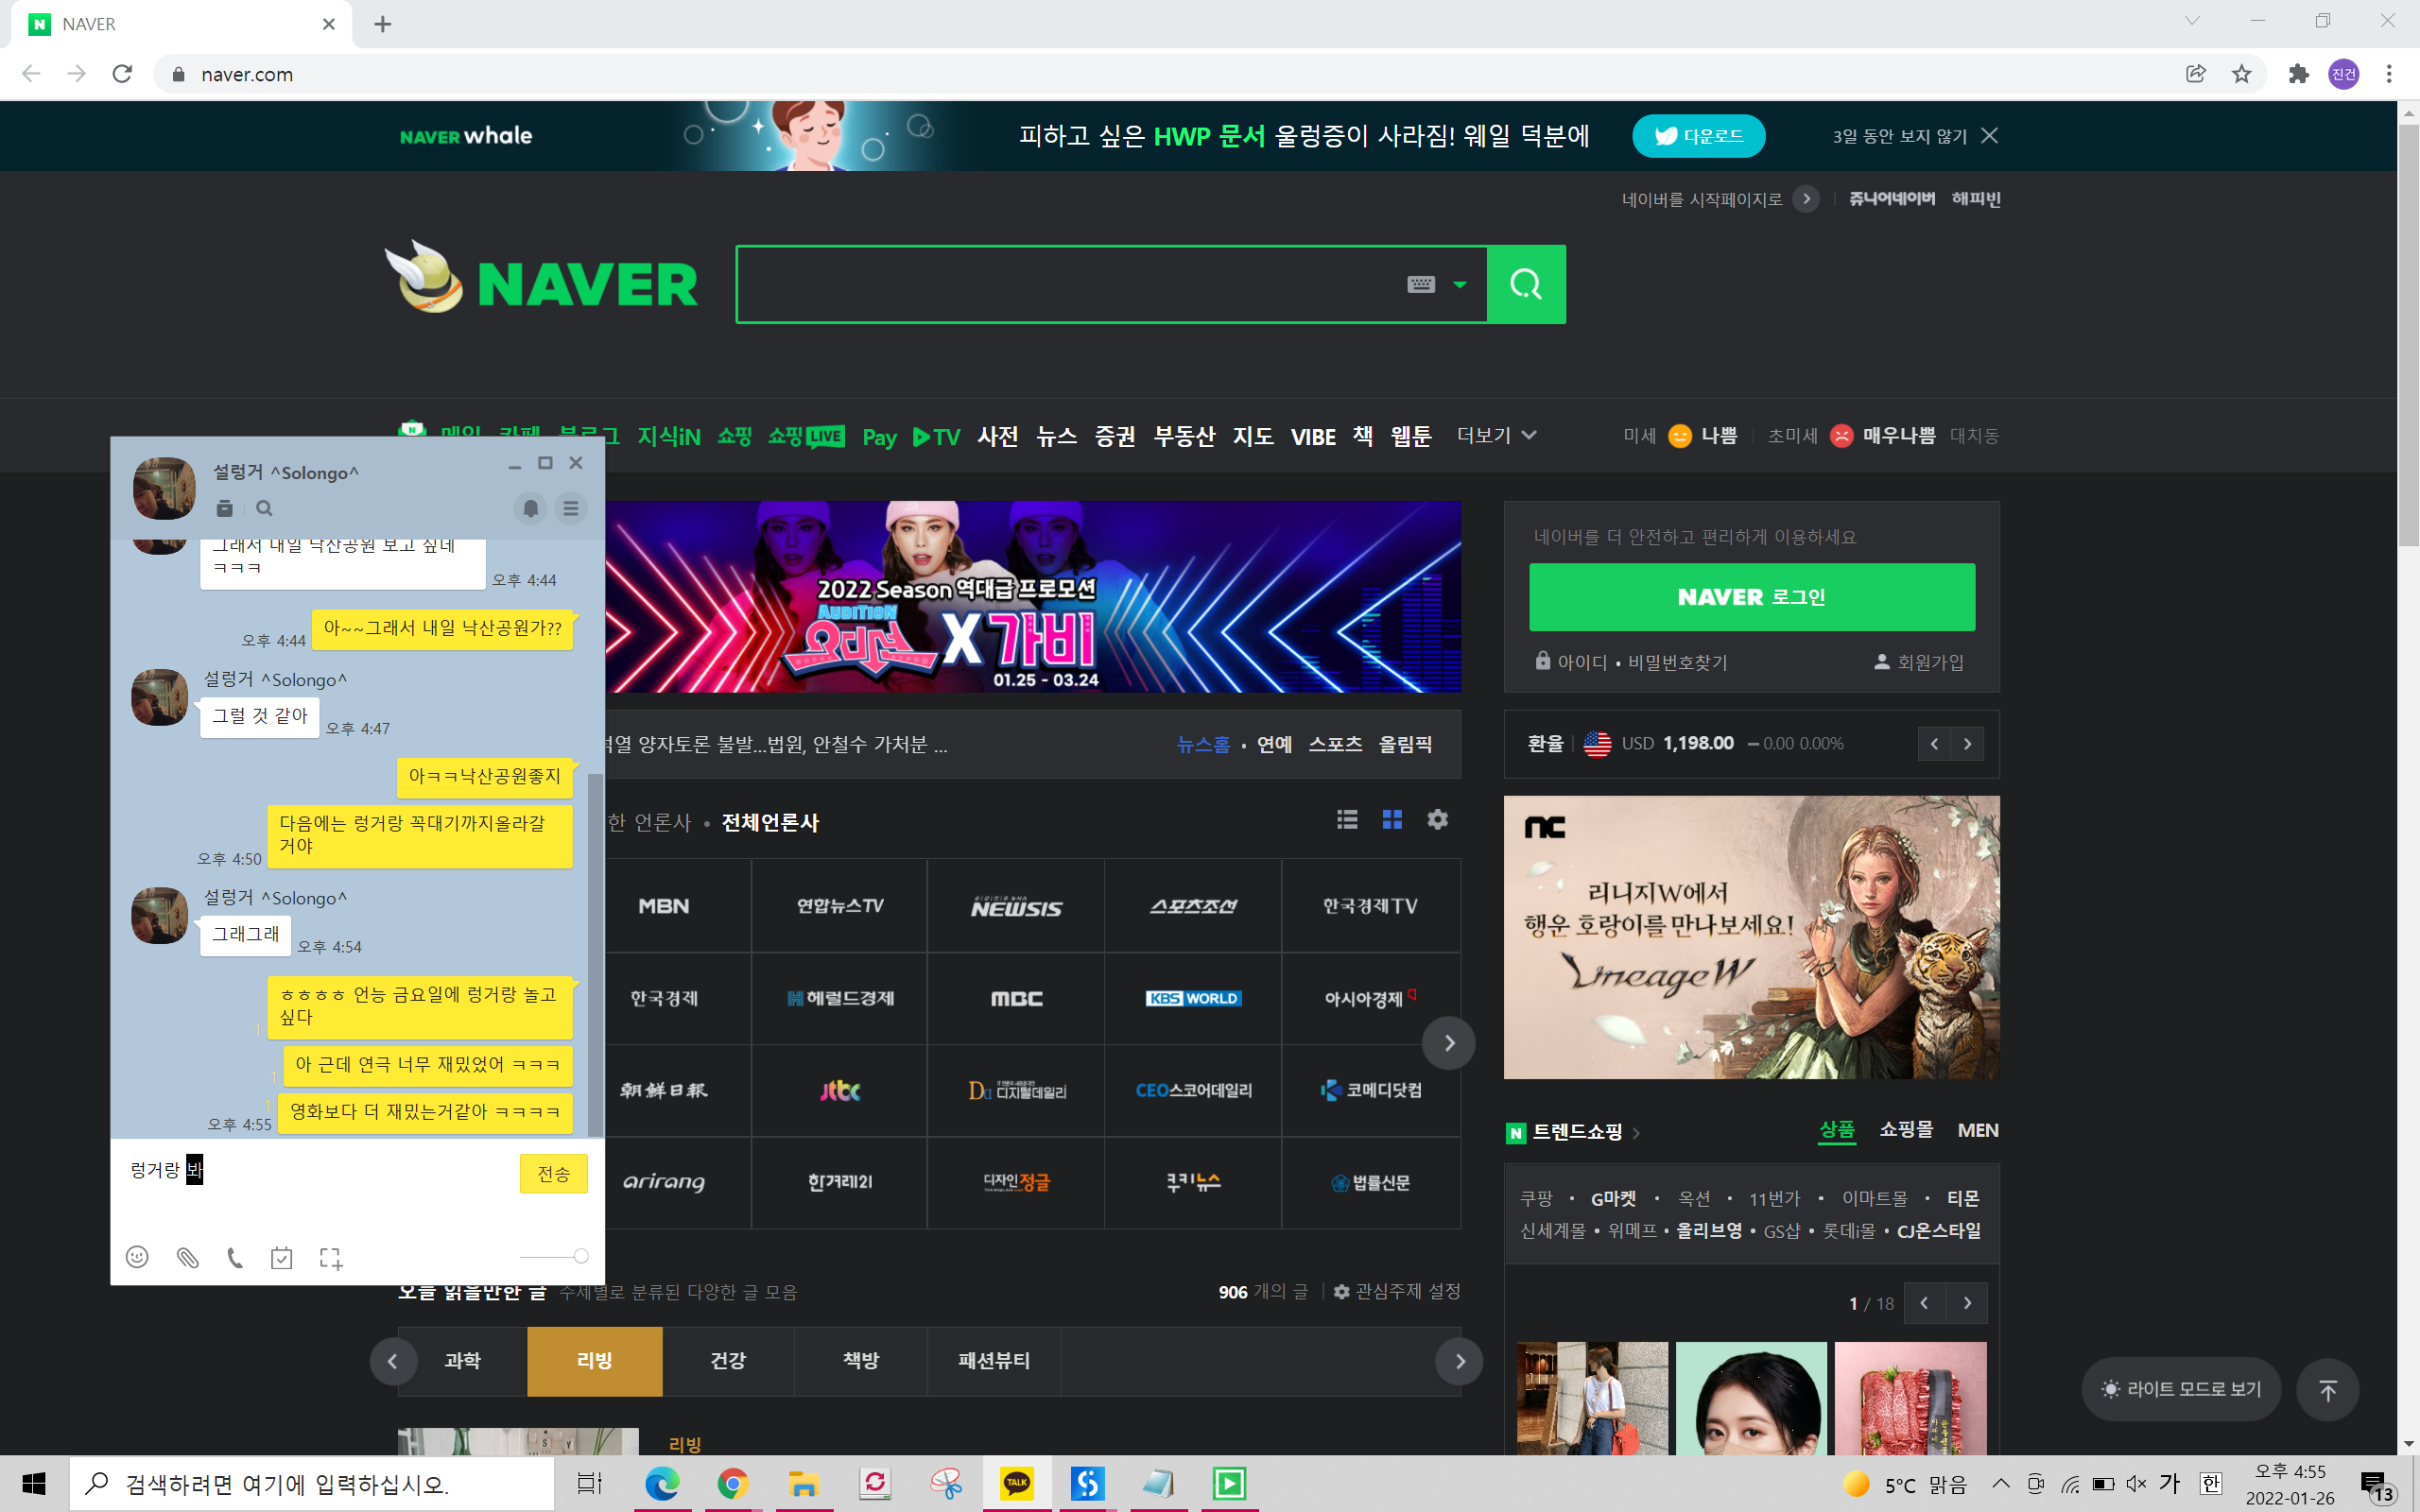 NAVER
naver.com
진건
NAVER whale
피하고 싶은 HWP 문서 울렁증이 사라짐! 웨일 덕분에
다운로드
3일 동안 보지 않기
네이버를 시작페이지로
쥬니어네이버 해피빈
NAVER
메일 카페 블로그 지식iN 쇼핑 쇼핑LIVE Pay TV 사전 뉴스 증권 부동산 지도 VIBE 책 웹툰 더보기
미세 나쁨 초미세 매우나쁨 대치동
설렁거 ^Solongo^
그래서 내일 낙산공원 보고 싶네
ㅋㅋㅋ
오후 4:44
아~~그래서 내일 낙산공원가??
오후 4:44
설렁거 ^Solongo^
그럴 것 같아
오후 4:47
아ㅋㅋ낙산공원좋지
다음에는 렁거랑 꼭대기까지올라갈
거야
오후 4:50
설렁거 ^Solongo^
그래그래
오후 4:54
ㅎㅎㅎㅎ 언능 금요일에 렁거랑 놀고
싶다
1
아 근데 연극 너무 재밌었어 ㅋㅋㅋ
1
영화보다 더 재밌는거같아 ㅋㅋㅋㅋ
1
오후 4:55
렁거랑 봐
전송
2022 Season 역대급 프로모션
AUDITION
오디션 X 가비
01.25 - 03.24
네이버를 더 안전하고 편리하게 이용하세요
NAVER 로그인
아이디 • 비밀번호찾기
회원가입
석열 양자토론 불발...법원, 안철수 가처분 ...
뉴스홈 • 연예 스포츠 올림픽
환율 USD 1,198.00 0.00 0.00%
한 언론사 • 전체언론사
MBN 연합뉴스TV NEWSIS 스포츠조선 한국경제TV
한국경제 헤럴드경제 MBC KBS WORLD 아시아경제
朝鮮日報 jtbc 디지털데일리 CEO스코어데일리 코메디닷컴
arirang 한겨레21 디자인정글 쿠키뉴스 법률신문
nc
리니지W에서
행운 호랑이를 만나보세요!
Lineage W
트렌드쇼핑
상품 쇼핑몰 MEN
쿠팡 • G마켓 • 옥션 • 11번가 • 이마트몰 • 티몬
신세계몰 • 위메프 • 올리브영 • GS샵 • 롯데i몰 • CJ온스타일
1 / 18
오늘 읽을만한 글 주제별로 분류된 다양한 글 모음
906 개의 글 관심주제 설정
과학 리빙 건강 책방 패션뷰티
리빙
라이트 모드로 보기
검색하려면 여기에 입력하십시오.
TALK
5°C 맑음
가 한
오후 4:55
2022-01-26
13